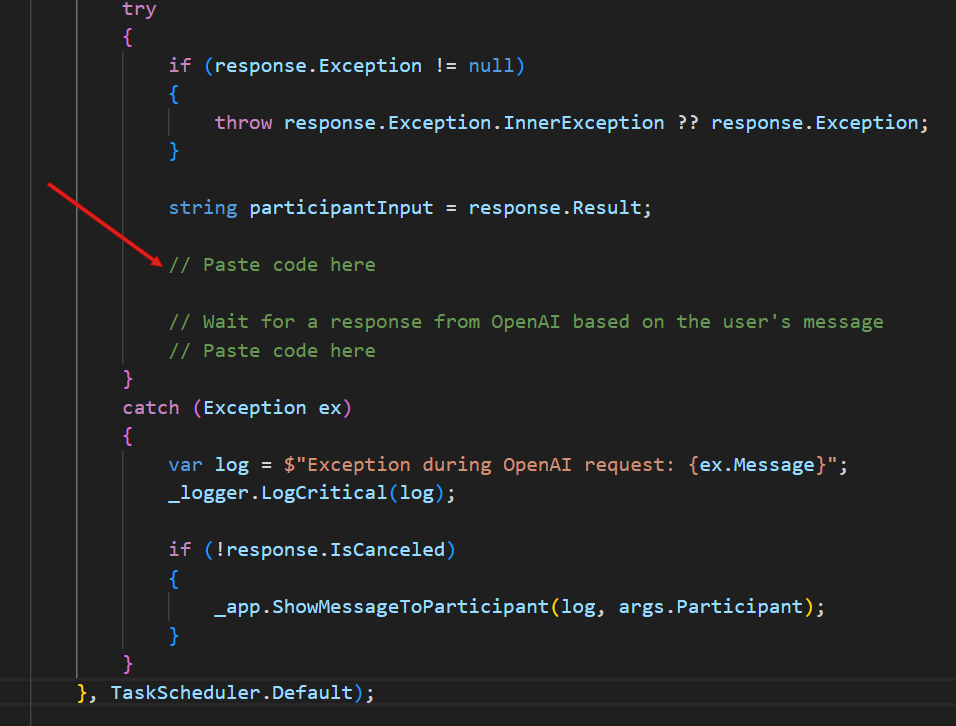 try
{
if (response.Exception != null)
{
throw response.Exception.InnerException ?? response.Exception;
}
string participantInput = response.Result;
// Paste code here
// Wait for a response from OpenAI based on the user's message
// Paste code here
}
catch (Exception ex)
{
var log = $"Exception during OpenAI request: {ex.Message}";
_logger.LogCritical(log);
if (!response.IsCanceled)
{
_app.ShowMessageToParticipant(log, args.Participant);
}
}
}, TaskScheduler.Default);